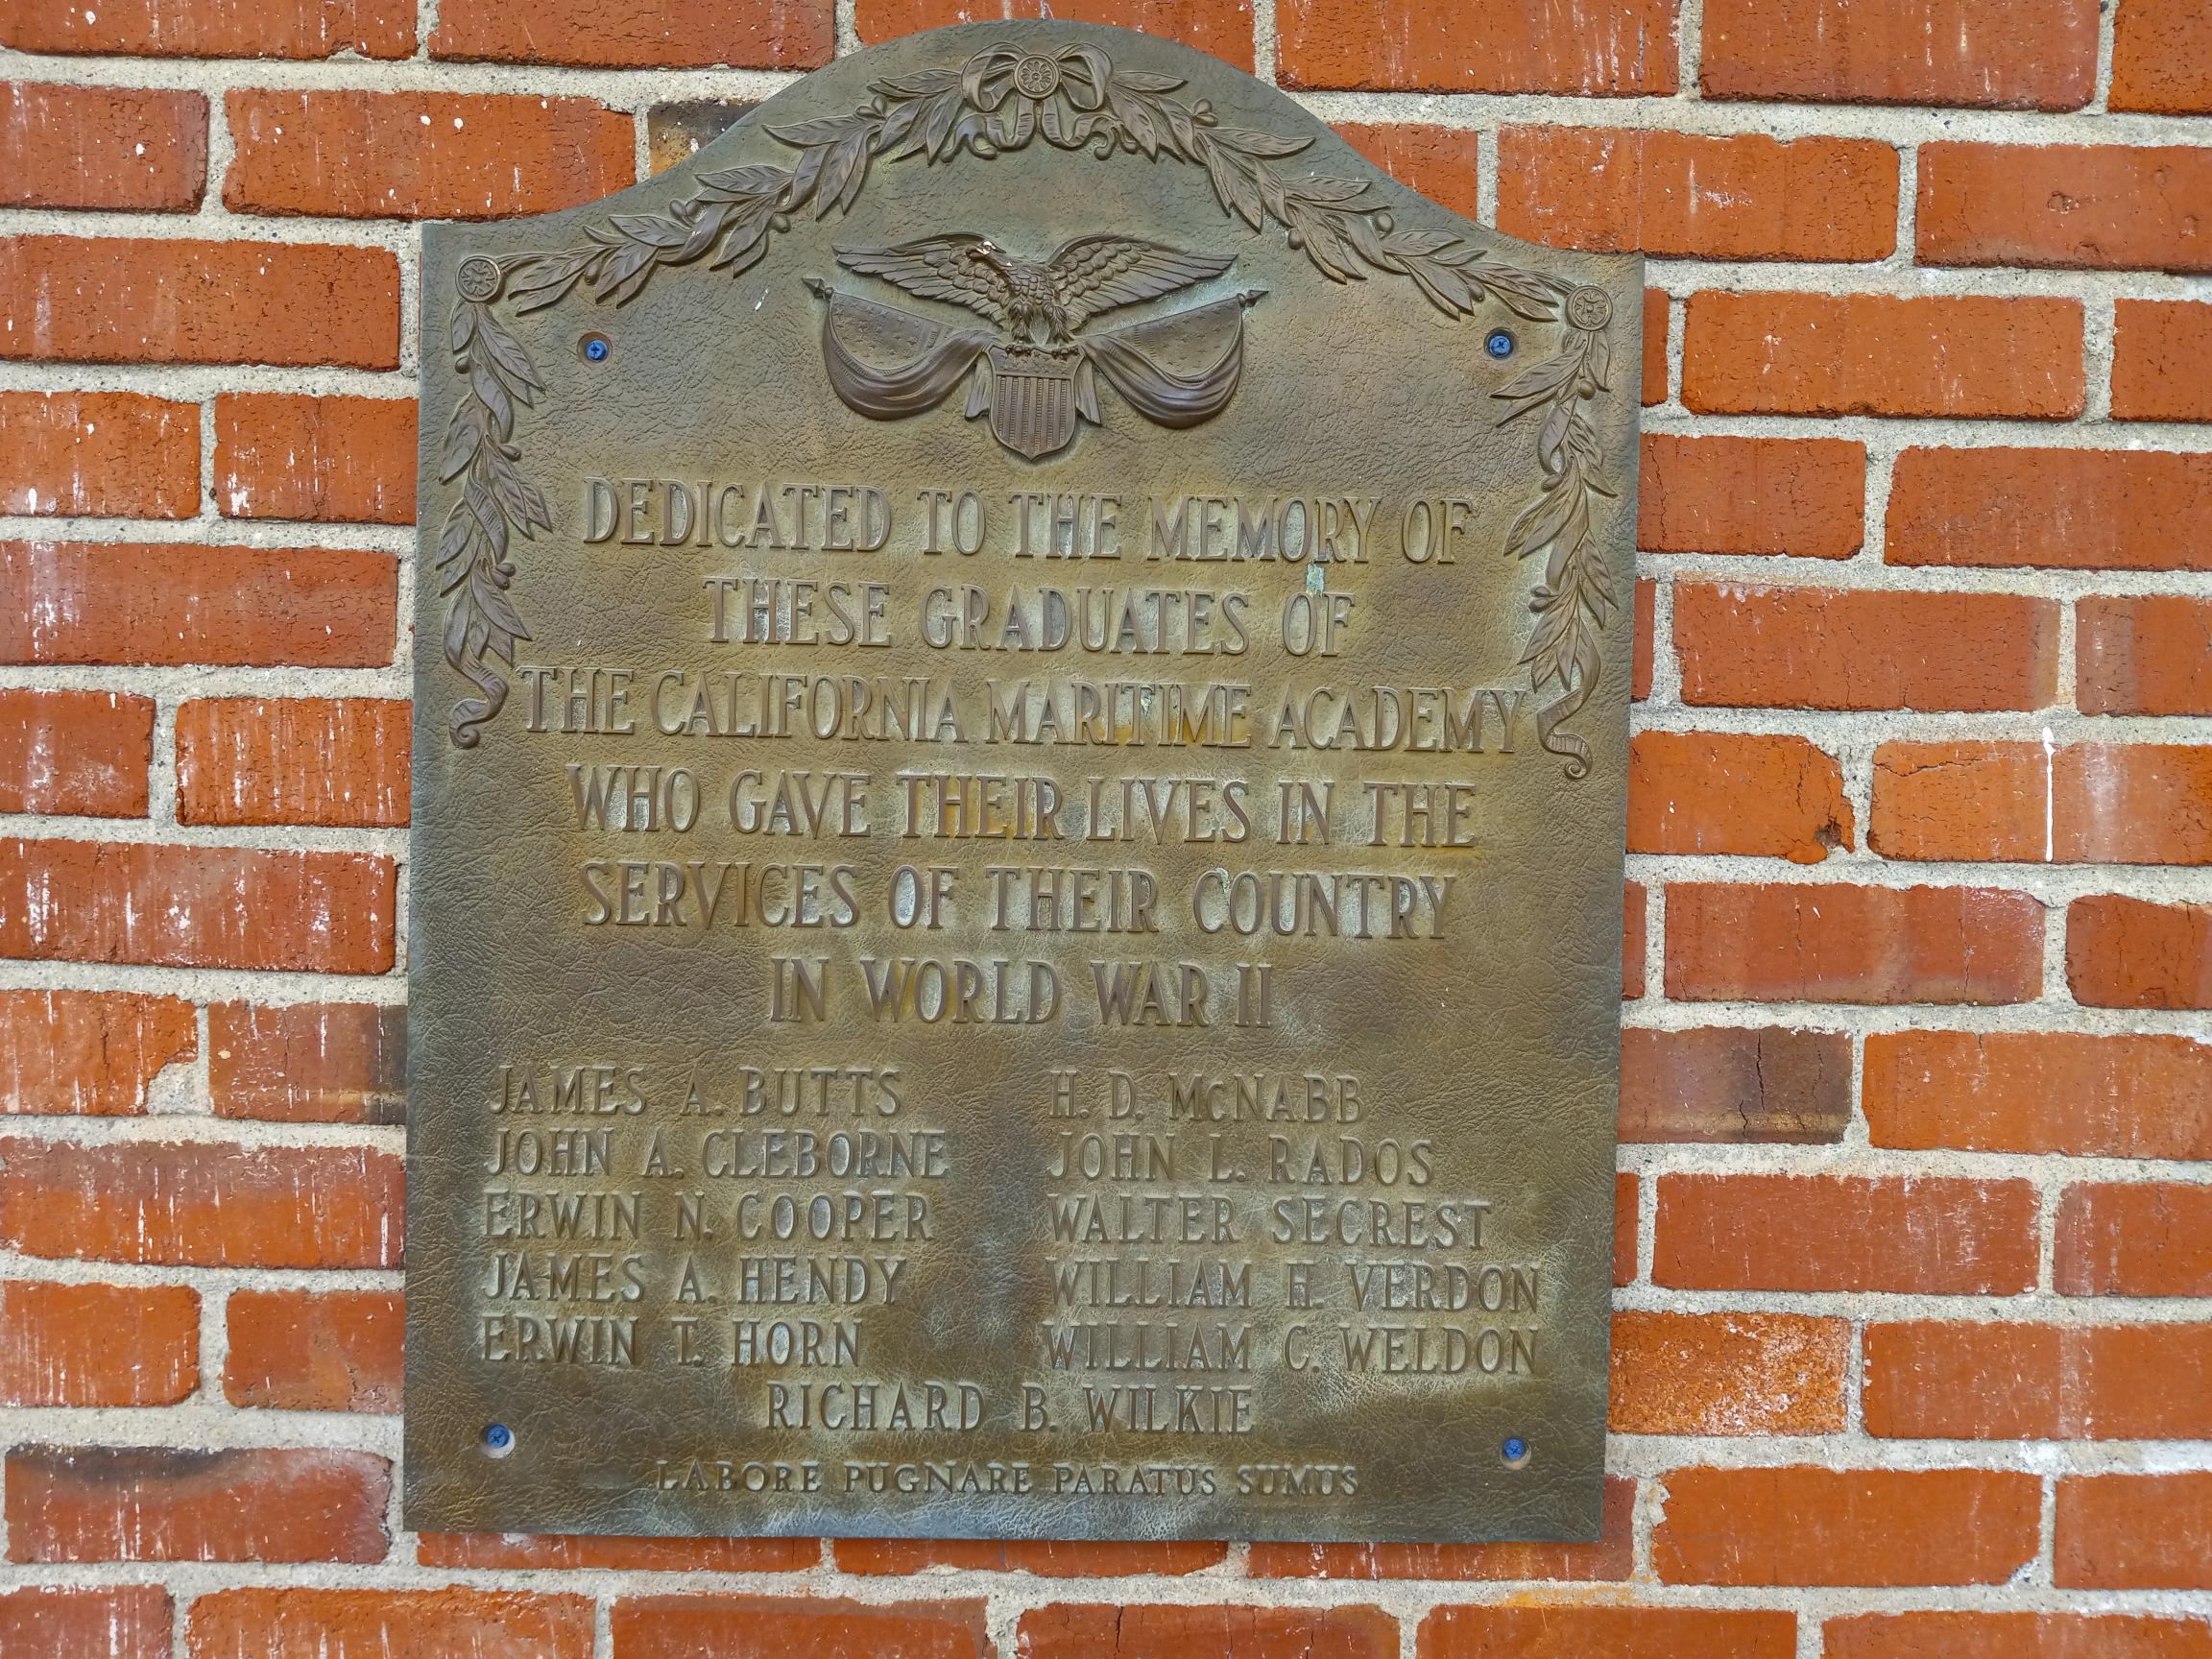 DEDICATED TO THE MEMORY OF
THESE GRADUATES OF
THE CALIFORNIA MARITIME ACADEMY
WHO GAVE THEIR LIVES IN THE
SERVICES OF THEIR COUNTRY
IN WORLD WAR II
JAMES A. BUTTS
JOHN A. CLEBORNE
ERWIN N. COOPER
JAMES A. HENDY
ERWIN T. HORN
H. D. McNABB
JOHN L. RADOS
WALTER SECREST
WILLIAM H. VERDON
WILLIAM C. WELDON
RICHARD B. WILKIE
LABORE PUGNARE PARATUS SUMUS